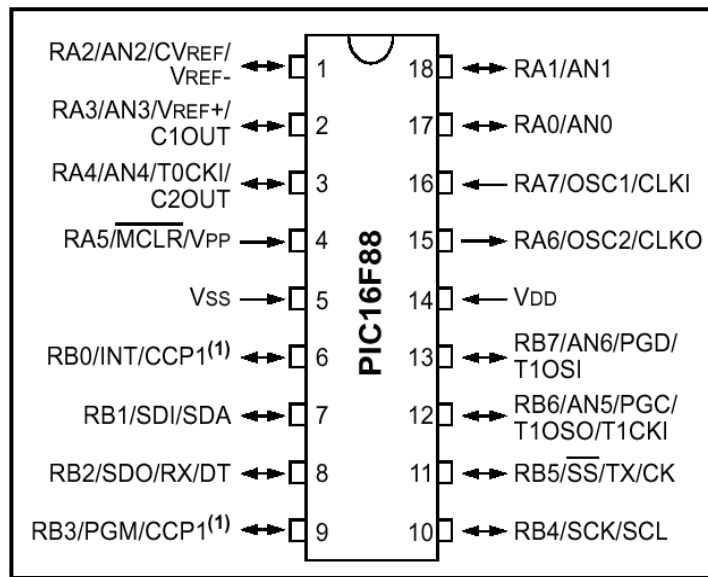 RA2/AN2/CVREF/
VREF-
1
18
RA1/AN1
RA3/AN3/VREF+/
C1OUT
2
17
RA0/AN0
RA4/AN4/T0CKI/
C2OUT
3
16
RA7/OSC1/CLKI
RA5/MCLR/VPP
4
15
RA6/OSC2/CLKO
VSS
5
14
VDD
RB0/INT/CCP1(1)
6
13
RB7/AN6/PGD/
T1OSI
RB1/SDI/SDA
7
12
RB6/AN5/PGC/
T1OSO/T1CKI
RB2/SDO/RX/DT
8
11
RB5/SS/TX/CK
RB3/PGM/CCP1(1)
9
10
RB4/SCK/SCL
PIC16F88